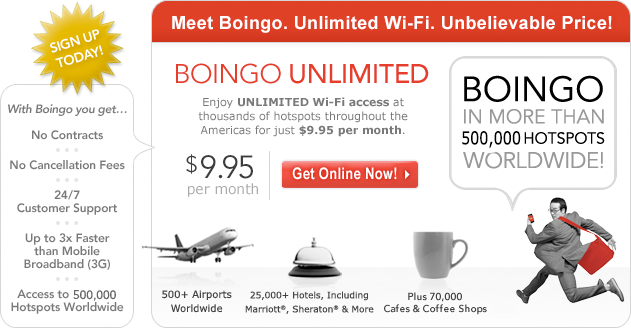 SIGN UP
TODAY!
With Boingo you get...
No Contracts
No Cancellation Fees
24/7
Customer Support
Up to 3x Faster
than Mobile
Broadband (3G)
Access to 500,000
Hotspots Worldwide
Meet Boingo. Unlimited Wi-Fi. Unbelievable Price!
BOINGO UNLIMITED
Enjoy UNLIMITED Wi-Fi access at
thousands of hotspots throughout the
Americas for just $9.95 per month.
$9.95
per month
Get Online Now!
BOINGO
IN MORE THAN
500,000 HOTSPOTS
WORLDWIDE!
500+ Airports
Worldwide
25,000+ Hotels, Including
Marriott®, Sheraton® & More
Plus 70,000
Cafes & Coffee Shops